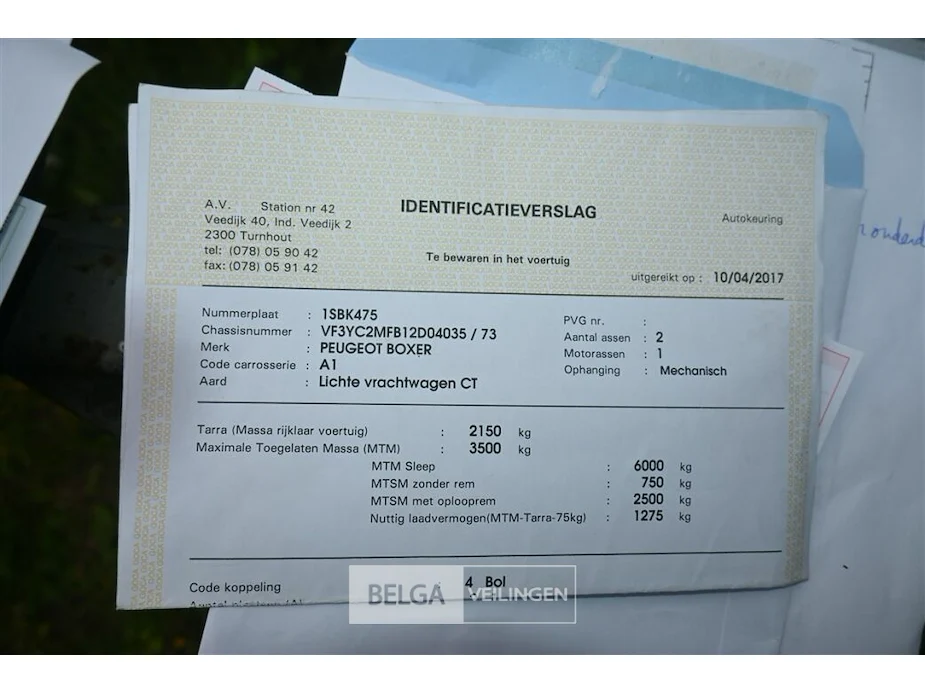 A.V. Station nr 42
Veedijk 40, Ind. Veedijk 2
2300 Turnhout
tel: (078) 05 90 42
fax: (078) 05 91 42
IDENTIFICATIEVERSLAG
Autokeuring
Te bewaren in het voertuig
uitgereikt op : 10/04/2017
Nummerplaat : 1SBK475
Chassisnummer : VF3YC2MFB12D04035 / 73
Merk : PEUGEOT BOXER
Code carrosserie : A1
Aard : Lichte vrachtwagen CT
PVG nr. :
Aantal assen : 2
Motorassen : 1
Ophanging : Mechanisch
Tarra (Massa rijklaar voertuig) : 2150 kg
Maximale Toegelaten Massa (MTM) : 3500 kg
MTM Sleep : 6000 kg
MTSM zonder rem : 750 kg
MTSM met oplooprem : 2500 kg
Nuttig laadvermogen(MTM-Tarra-75kg) : 1275 kg
Code koppeling : 4 Bol
BELGA VEILINGEN